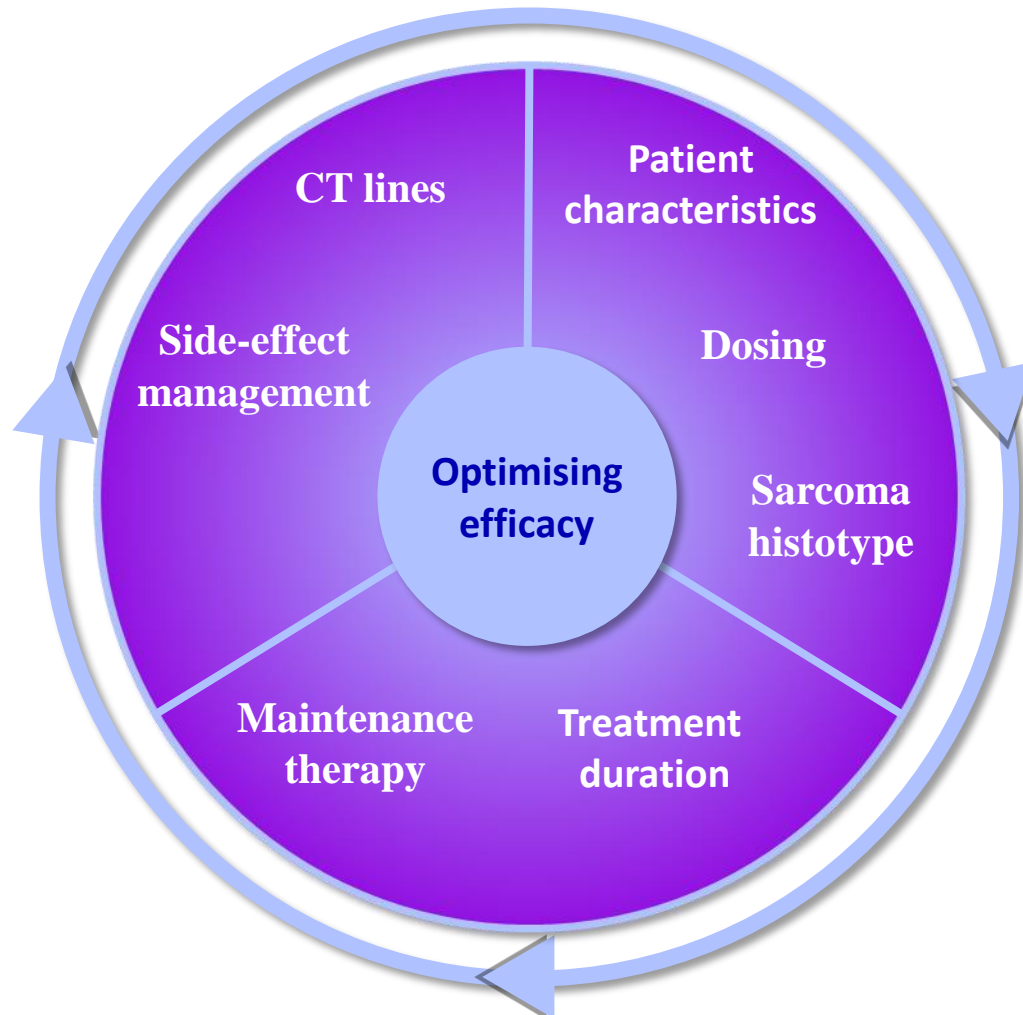 CT lines
Patient
characteristics
Side-effect
management
Dosing
Optimising
efficacy
Sarcoma
histotype
Maintenance
therapy
Treatment
duration